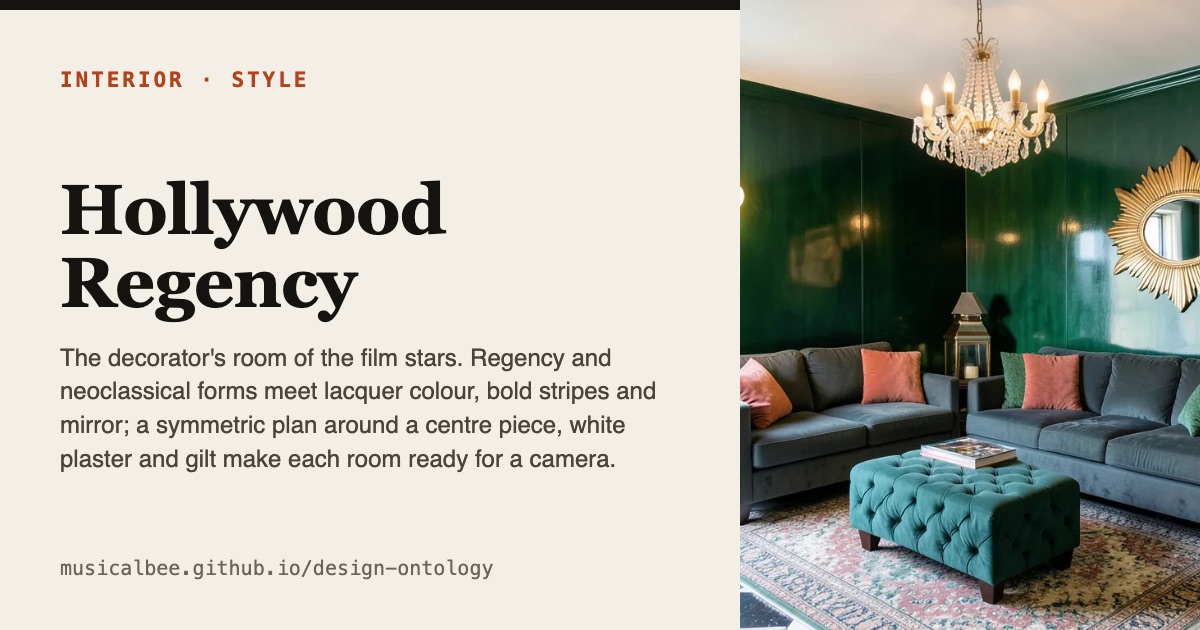 INTERIOR · STYLE
Hollywood
Regency
The decorator's room of the film stars. Regency and
neoclassical forms meet lacquer colour, bold stripes and
mirror; a symmetric plan around a centre piece, white
plaster and gilt make each room ready for a camera.
musicalbee.github.io/design-ontology